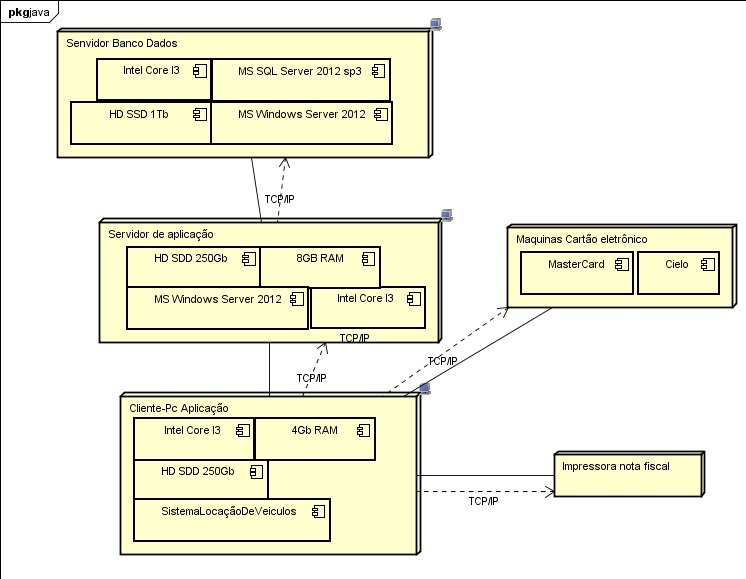 pkg java
Senvidor Banco Dados
Intel Core I3
MS SQL Server 2012 sp3
HD SSD 1Tb
MS Windows Server 2012
TCP/IP
Servidor de aplicação
HD SDD 250Gb
8GB RAM
MS Windows Server 2012
Intel Core I3
TCP/IP
Maquinas Cartão eletrônico
MasterCard
Cielo
TCP/IP
TCP/IP
Cliente-Pc Aplicação
Intel Core I3
4Gb RAM
HD SDD 250Gb
SistemaLocaçãoDeVeiculos
Impressora nota fiscal
TCP/IP